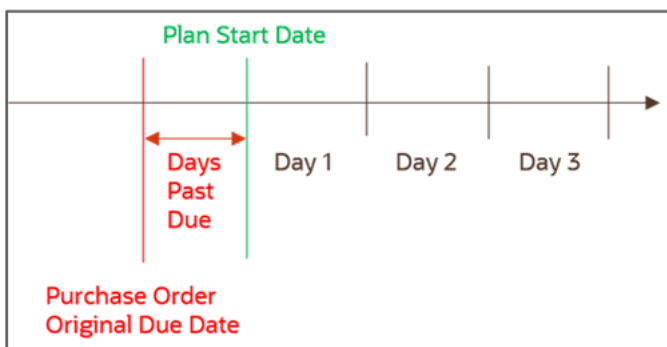 Plan Start Date
Days
Past
Due
Day 1
Day 2
Day 3
Purchase Order
Original Due Date